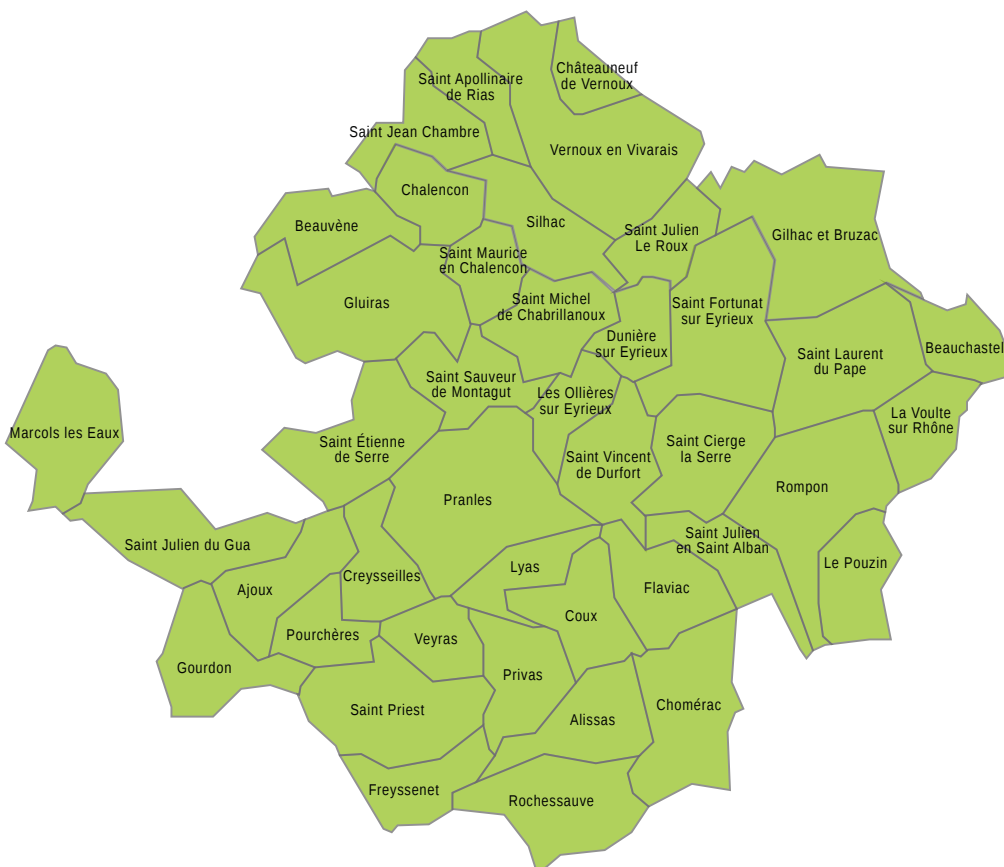 Châteauneuf
de Vernoux
Saint Apollinaire
de Rias
Saint Jean Chambre
Vernoux en Vivarais
Chalencon
Beauvène
Silhac
Saint Julien
Le Roux
Gilhac et Bruzac
Saint Maurice
en Chalencon
Gluiras
Saint Michel
de Chabrillanoux
Saint Fortunat
sur Eyrieux
Dunière
sur Eyrieux
Saint Laurent
du Pape
Beauchastel
Saint Sauveur
de Montagut
Les Ollières
sur Eyrieux
La Voulte
sur Rhône
Marcols les Eaux
Saint Étienne
de Serre
Saint Vincent
de Durfort
Saint Cierge
la Serre
Pranles
Rompon
Saint Julien du Gua
Saint Julien
en Saint Alban
Le Pouzin
Lyas
Creysseilles
Ajoux
Flaviac
Coux
Pourchères
Veyras
Gourdon
Privas
Saint Priest
Alissas
Chomérac
Freyssenet
Rochessauve